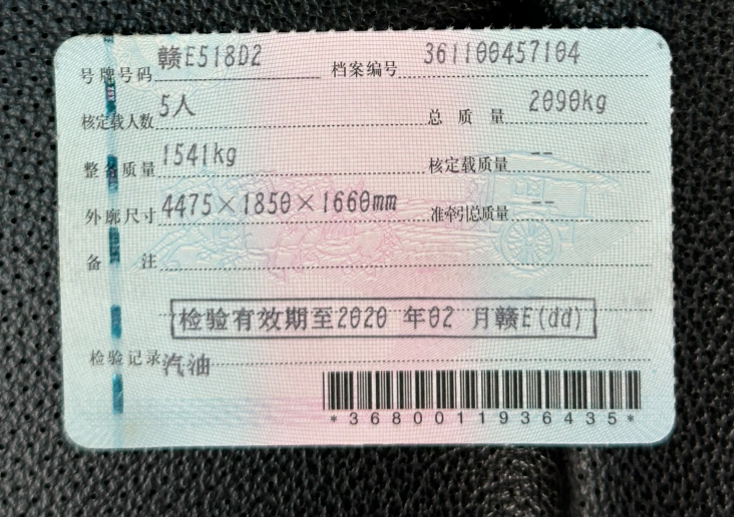 号牌号码 赣E518D2 档案编号 361100457104
核定载人数 5人 总质量 2090kg
整备质量 1541kg 核定载质量 --
外廓尺寸 4475×1850×1660mm 准牵引总质量 --
备注
检验有效期至2020 年02 月赣E(dd)
检验记录 汽油
*3680011936435*